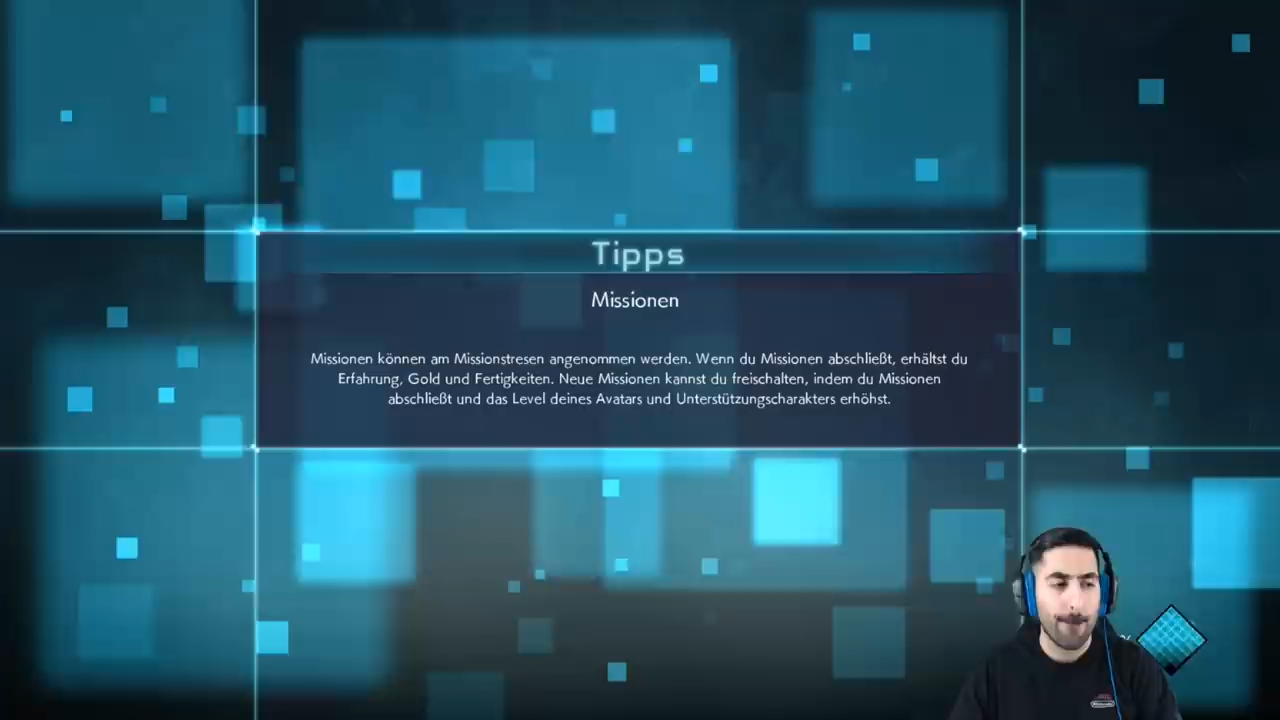 Tipps
Missionen
Missionen können am Missionstresen angenommen werden. Wenn du Missionen abschließt, erhältst du
Erfahrung, Gold und Fertigkeiten. Neue Missionen kannst du freischalten, indem du Missionen
abschließt und das Level deines Avatars und Unterstützungscharakters erhöhst.
%
Nintendo